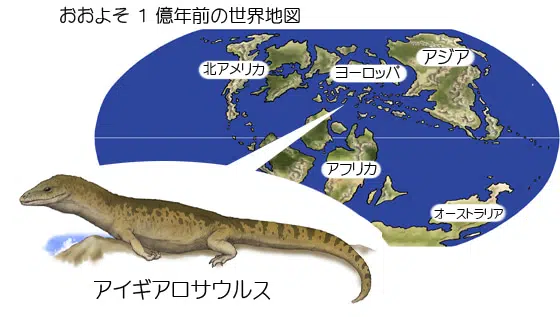 おおよそ 1 億年前の世界地図
北アメリカ
ヨーロッパ
アジア
アフリカ
オーストラリア
アイギアロサウルス